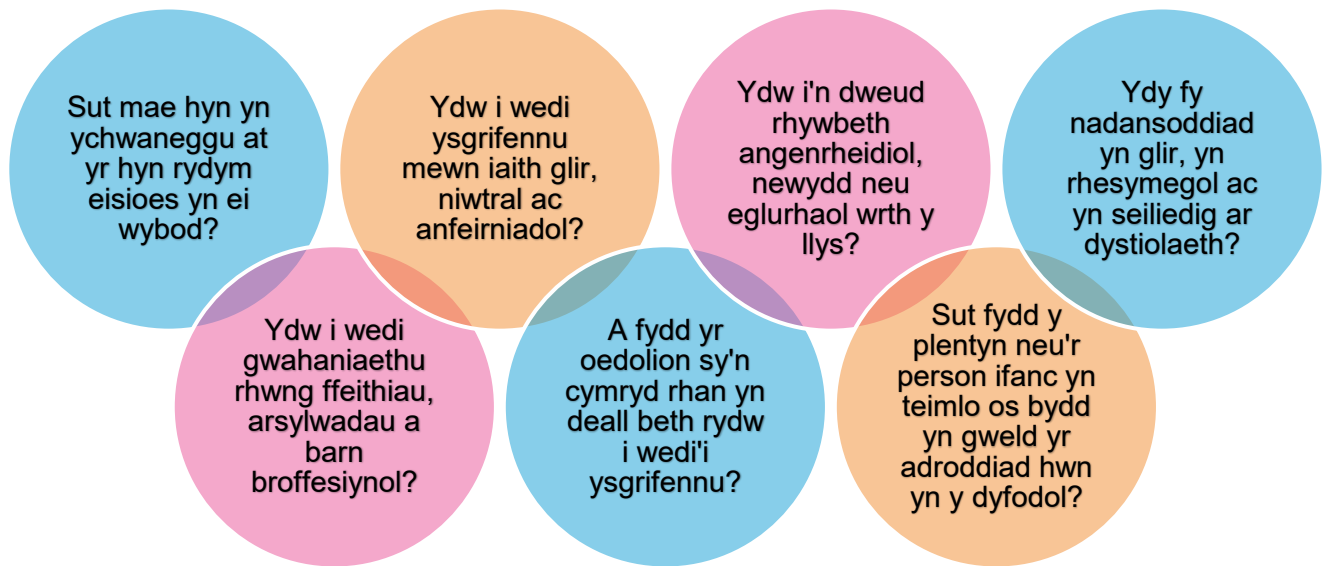 Sut mae hyn yn
ychwanegu at
yr hyn rydym
eisioes yn ei
wybod?
Ydw i wedi
gwahaniaethu
rhwng ffeithiau,
arsylwadau a
barn
broffesiynol?
Ydw i wedi
ysgrifennu
mewn iaith glir,
niwtral ac
anfeirniadol?
A fydd yr
oedolion sy'n
cymryd rhan yn
deall beth rydw
i wedi'i
ysgrifennu?
Ydw i'n dweud
rhywbeth
angenrheidiol,
newydd neu
eglurhaol wrth y
llys?
Sut fydd y
plentyn neu'r
person ifanc yn
teimlo os bydd
yn gweld yr
adroddiad hwn
yn y dyfodol?
Ydy fy
nadansoddiad
yn glir, yn
rhesymegol ac
yn seiliedig ar
dystiolaeth?